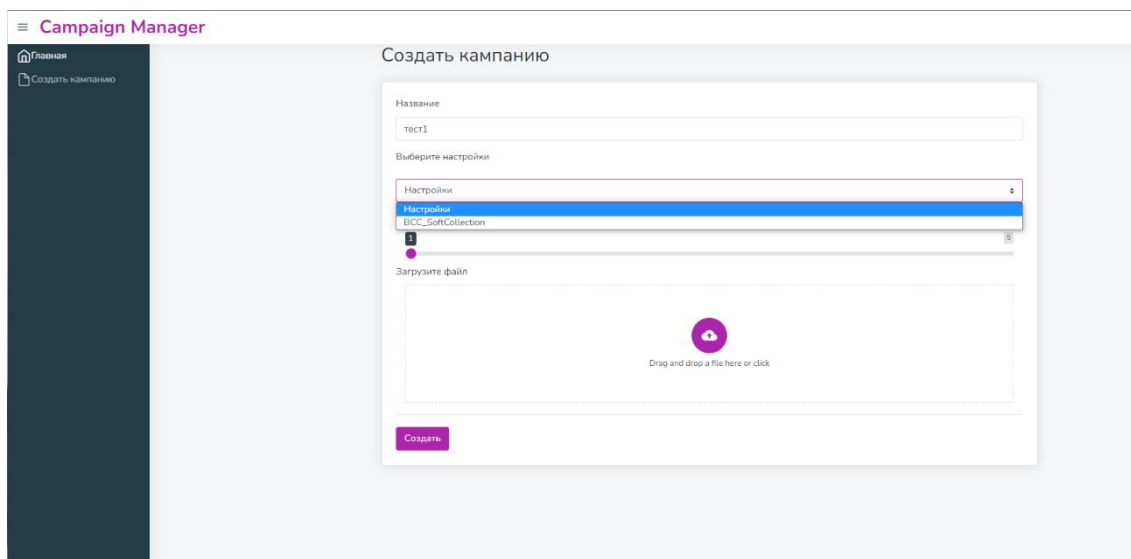 Campaign Manager
Главная
Создать кампанию
Создать кампанию
Название
тест1
Выберите настройки
Настройки
Настройки
BCC_SoftCollection
1 5
Загрузите файл
Drag and drop a file here or click
Создать